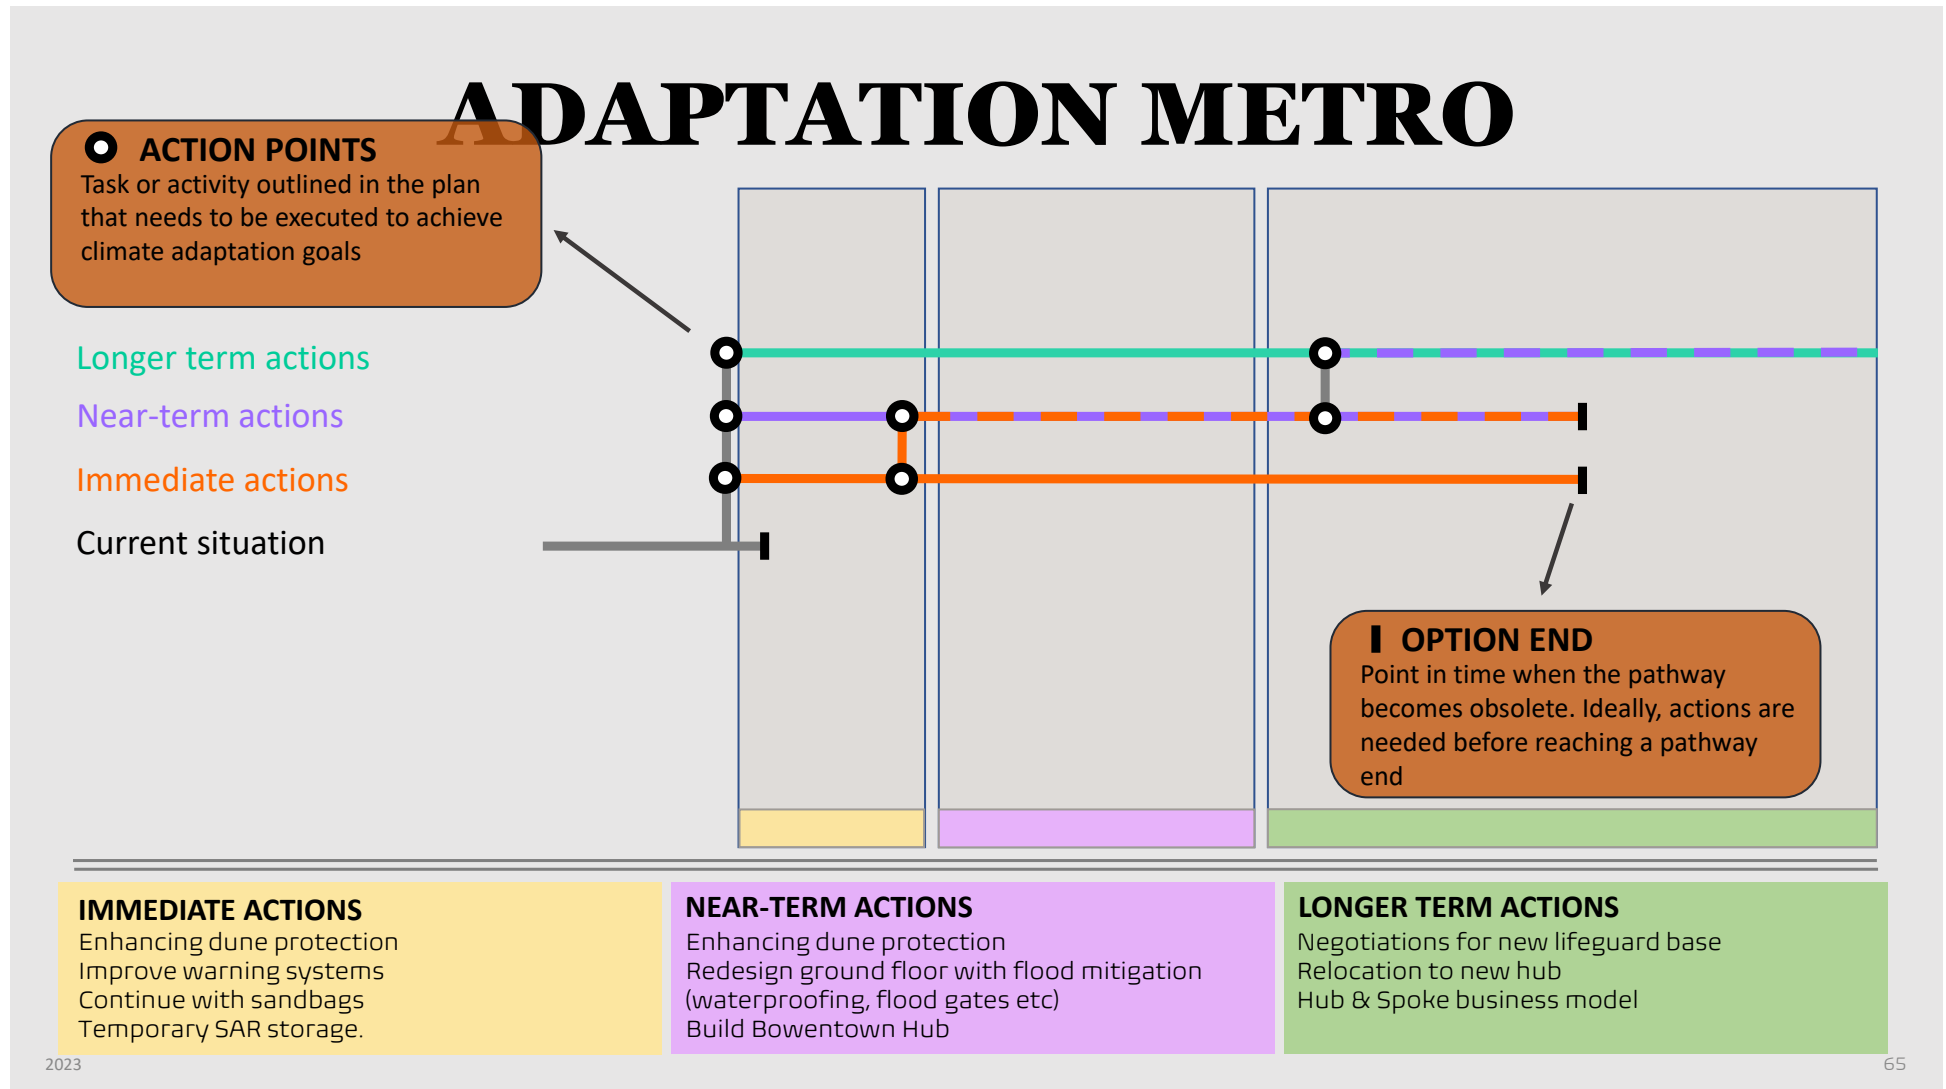 ADAPTATION METRO
ACTION POINTS
Task or activity outlined in the plan
that needs to be executed to achieve
climate adaptation goals
Longer term actions
Near-term actions
Immediate actions
Current situation
OPTION END
Point in time when the pathway
becomes obsolete. Ideally, actions are
needed before reaching a pathway
end
IMMEDIATE ACTIONS
Enhancing dune protection
Improve warning systems
Continue with sandbags
Temporary SAR storage.
NEAR-TERM ACTIONS
Enhancing dune protection
Redesign ground floor with flood mitigation
(waterproofing, flood gates etc)
Build Bowentown Hub
LONGER TERM ACTIONS
Negotiations for new lifeguard base
Relocation to new hub
Hub & Spoke business model
2023
65